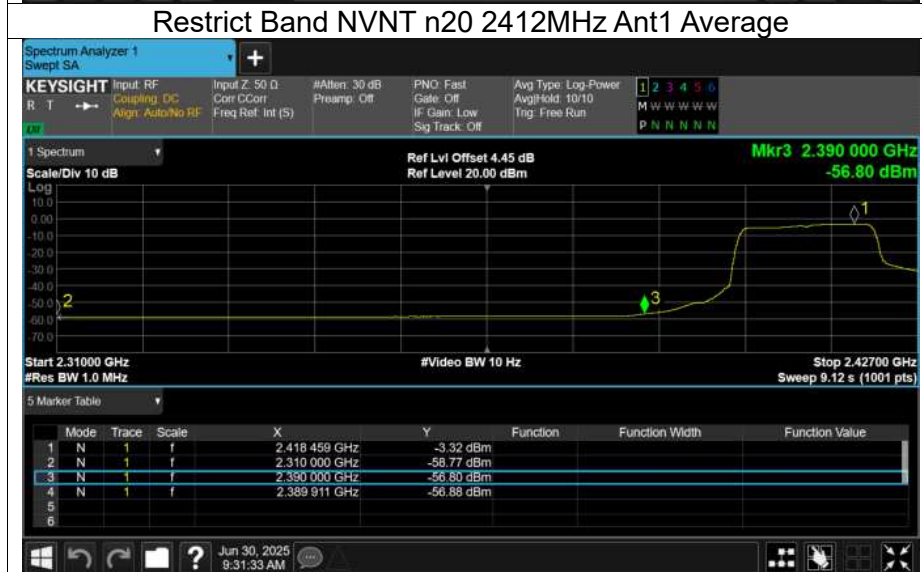 Restrict Band NVNT n20 2412MHz Ant1 Average
Spectrum Analyzer 1
Swept SA
+
KEYSIGHT
R T
LXI
Input: RF
Coupling: DC
Align: Auto/No RF
Input Z: 50 Ω
Corr CCorr
Freq Ref: Int (S)
#Atten: 30 dB
Preamp: Off
PNO: Fast
Gate: Off
IF Gain: Low
Sig Track: Off
Avg Type: Log-Power
Avg|Hold: 10/10
Trig: Free Run
1 2 3 4 5 6
M W W W W W
P N N N N N
1 Spectrum
Scale/Div 10 dB
Ref Lvl Offset 4.45 dB
Ref Level 20.00 dBm
Mkr3 2.390 000 GHz
-56.80 dBm
Log
10.0
0.00
-10.0
-20.0
-30.0
-40.0
-50.0
-60.0
-70.0
1
2
3
Start 2.31000 GHz
#Res BW 1.0 MHz
#Video BW 10 Hz
Stop 2.42700 GHz
Sweep 9.12 s (1001 pts)
5 Marker Table
Mode Trace Scale X Y Function Function Width Function Value
1 N 1 f 2.418 459 GHz -3.32 dBm
2 N 1 f 2.310 000 GHz -58.77 dBm
3 N 1 f 2.390 000 GHz -56.80 dBm
4 N 1 f 2.389 911 GHz -56.88 dBm
5
6
?
Jun 30, 2025
9:31:33 AM